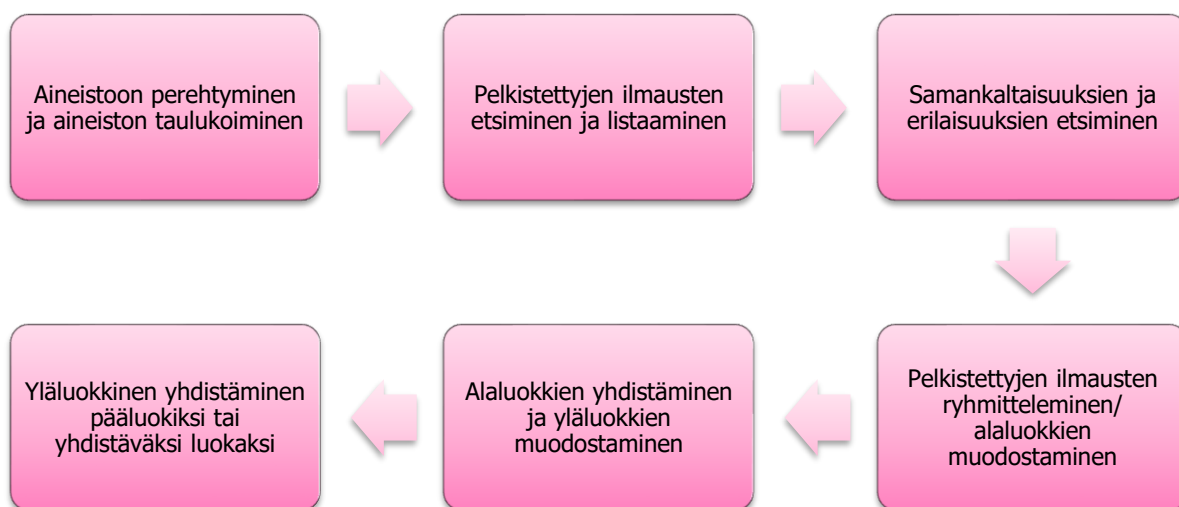 Aineistoon perehtyminen
ja aineiston taulukoiminen
Pelkistettyjen ilmausten
etsiminen ja listaaminen
Samankaltaisuuksien ja
erilaisuuksien etsiminen
Pelkistettyjen ilmausten
ryhmitteleminen/
alaluokkien
muodostaminen
Alaluokkien yhdistäminen
ja yläluokkien
muodostaminen
Yläluokkinen yhdistäminen
pääluokiksi tai
yhdistäväksi luokaksi